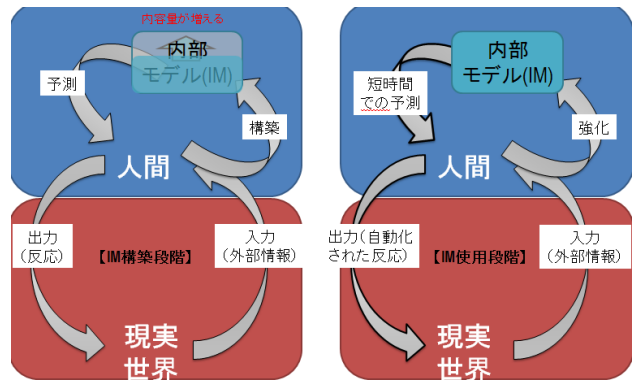 内容量が増える
内部
モデル(IM)
予測
構築
人間
出力
(反応)
【IM構築段階】
入力
(外部情報)
現実
世界
内部
モデル(IM)
短時間
での予測
強化
人間
出力(自動化
された反応)
【IM使用段階】
入力
(外部情報)
現実
世界